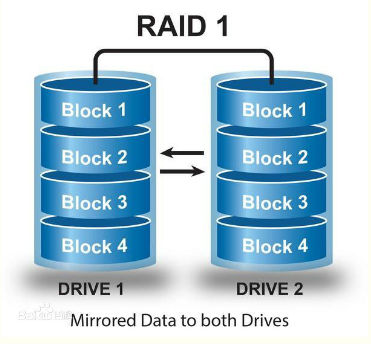 RAID 1
Block 1
Block 2
Block 3
Block 4
DRIVE 1
Block 1
Block 2
Block 3
Block 4
DRIVE 2
Mirrored Data to both Drives